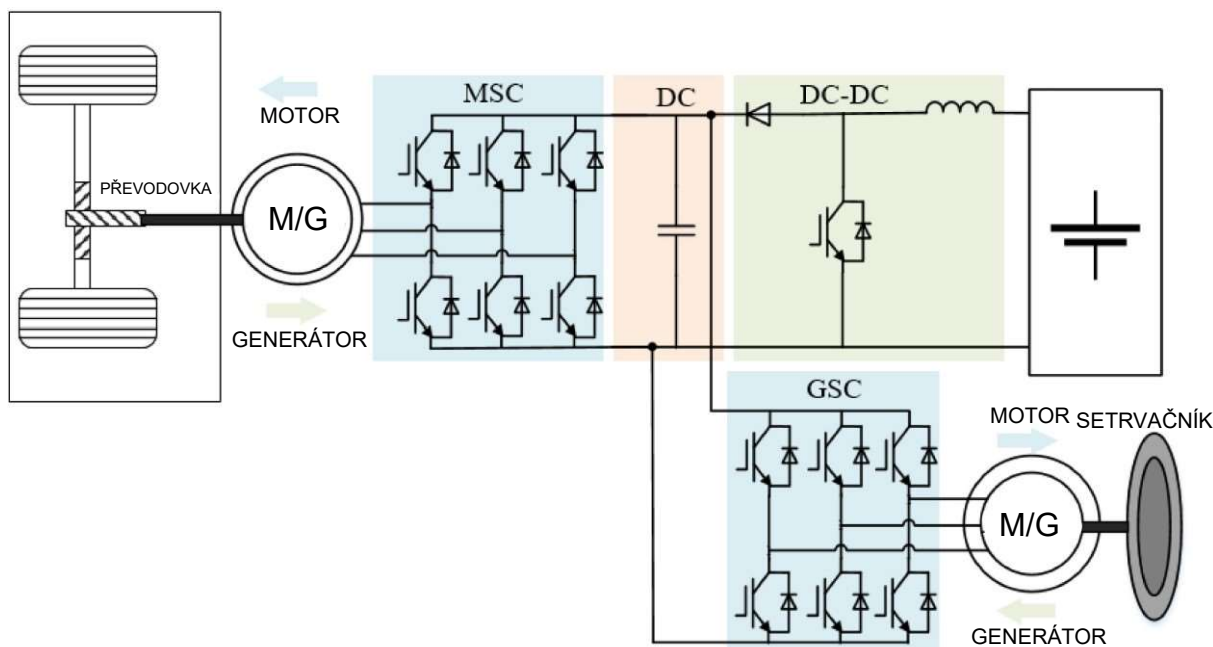 MSC
DC
DC-DC
MOTOR
PŘEVODOVKA
M/G
GENERÁTOR
GSC
MOTOR
SETRVAČNÍK
M/G
GENERÁTOR